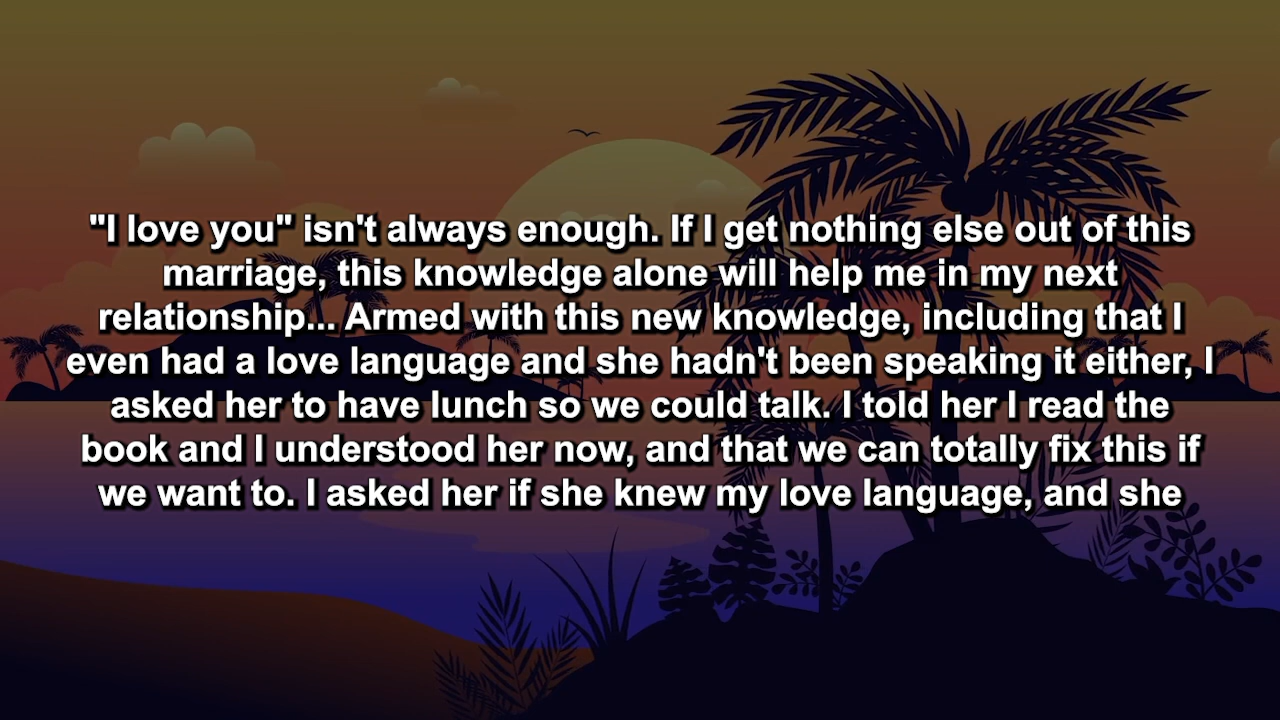 "I love you" isn't always enough. If I get nothing else out of this
marriage, this knowledge alone will help me in my next
relationship... Armed with this new knowledge, including that I
even had a love language and she hadn't been speaking it either, I
asked her to have lunch so we could talk. I told her I read the
book and I understood her now, and that we can totally fix this if
we want to. I asked her if she knew my love language, and she